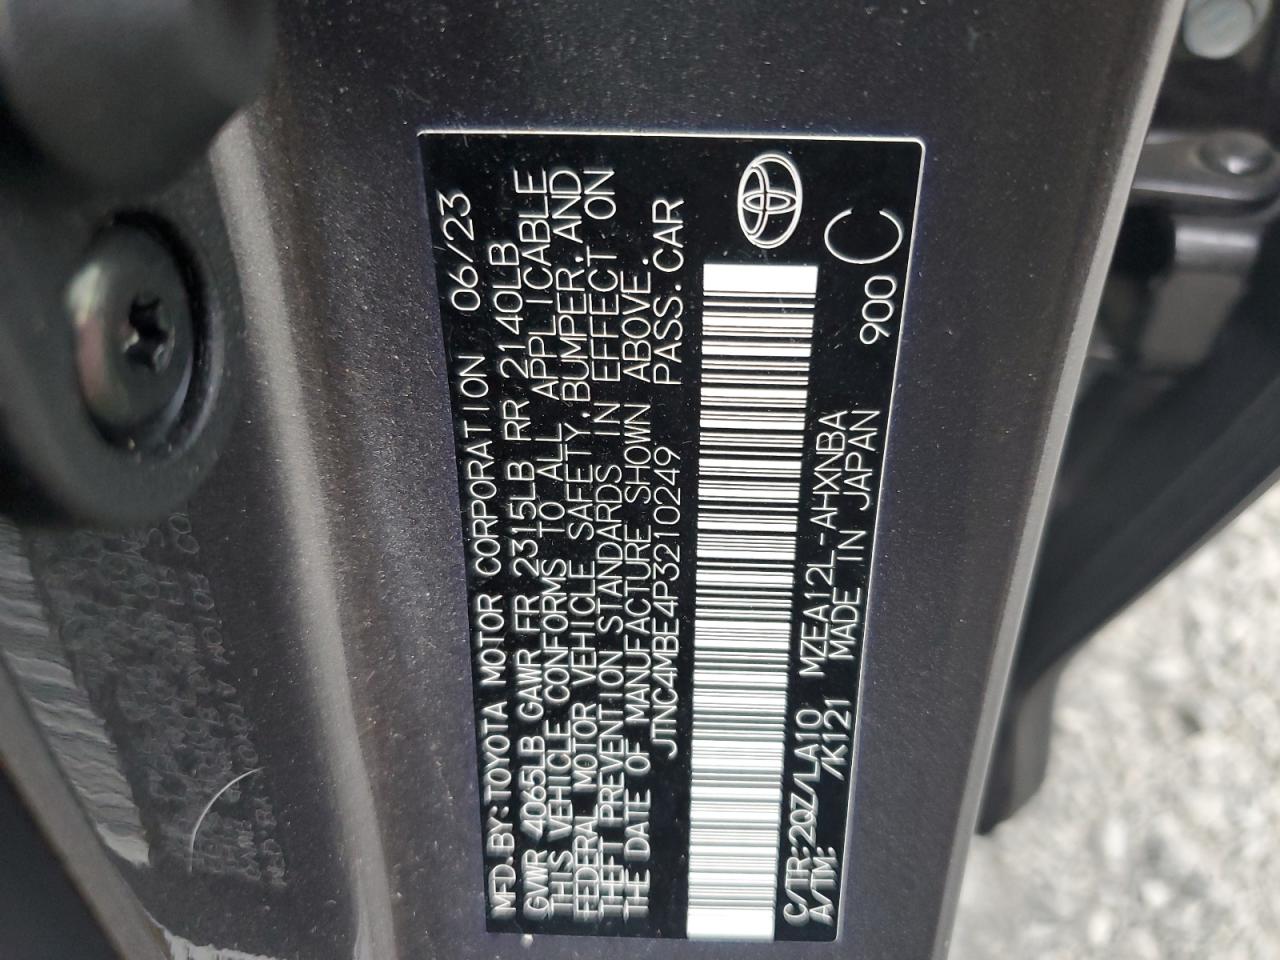 MFD.BY:TOYOTA MOTOR CORPORATION 06/23
GVWR 4065LB GAWR FR 2315LB RR 2140LB
THIS VEHICLE CONFORMS TO ALL APPLICABLE
FEDERAL MOTOR VEHICLE SAFETY,BUMPER,AND
THEFT PREVENTION STANDARDS IN EFFECT ON
THE DATE OF MANUFACTURE SHOWN ABOVE.
JTNC4MBE4P3210249 PASS.CAR
C/TR:2QZ/LA10 MZEA12L-AHXNBA
A/TM: /K121 MADE IN JAPAN
900 C